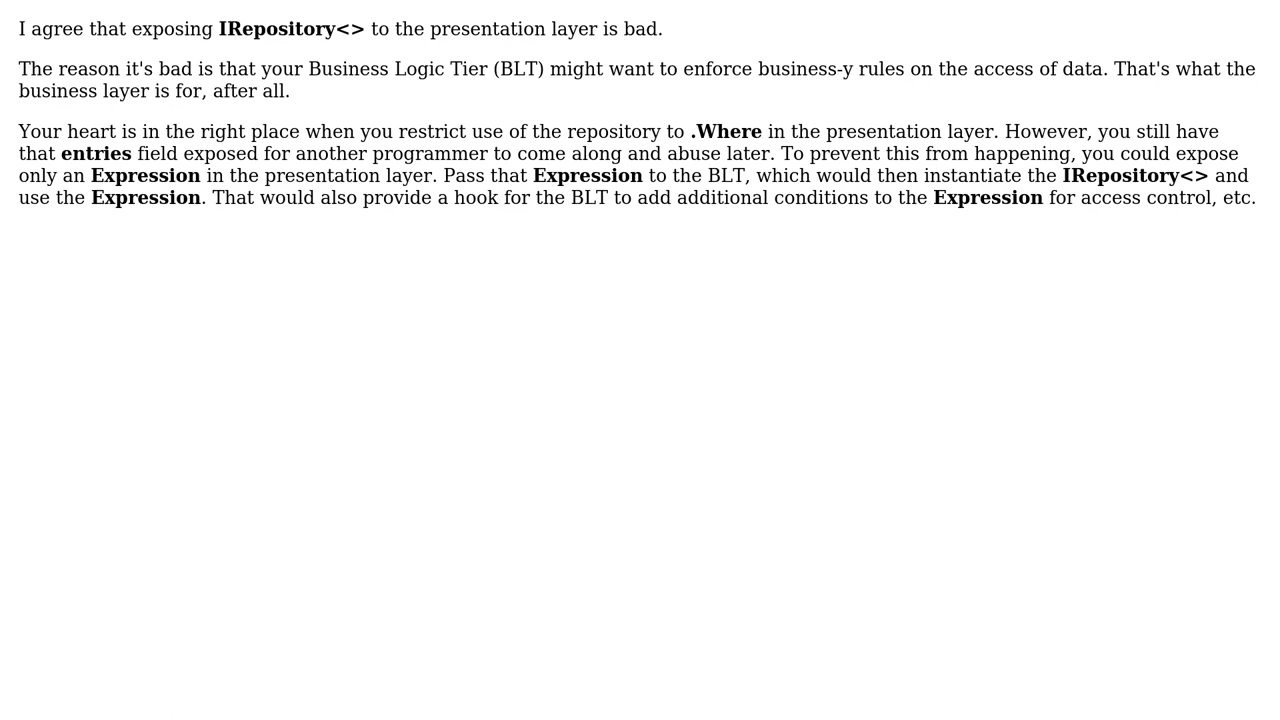 I agree that exposing IRepository<> to the presentation layer is bad.
The reason it's bad is that your Business Logic Tier (BLT) might want to enforce business-y rules on the access of data. That's what the
business layer is for, after all.
Your heart is in the right place when you restrict use of the repository to .Where in the presentation layer. However, you still have
that entries field exposed for another programmer to come along and abuse later. To prevent this from happening, you could expose
only an Expression in the presentation layer. Pass that Expression to the BLT, which would then instantiate the IRepository<> and
use the Expression. That would also provide a hook for the BLT to add additional conditions to the Expression for access control, etc.